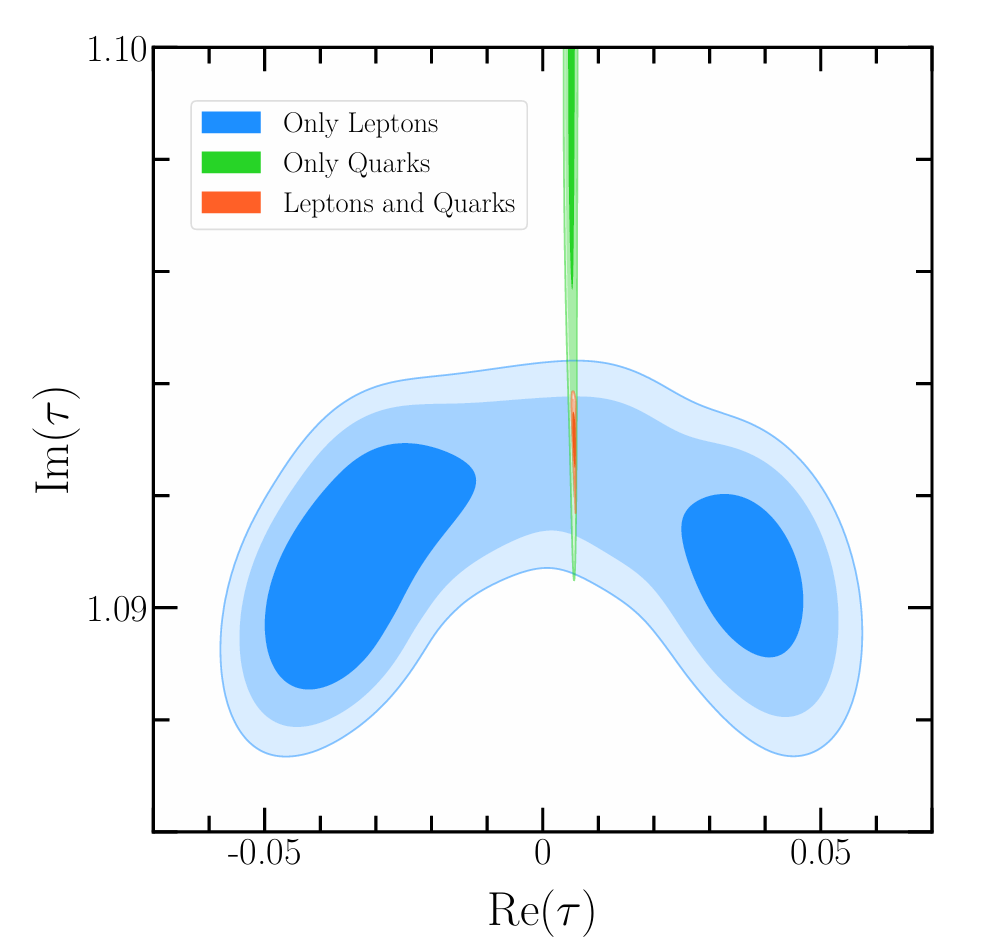 1.10
Only Leptons
Only Quarks
Leptons and Quarks
Im(τ)
1.09
-0.05 0 0.05
Re(τ)